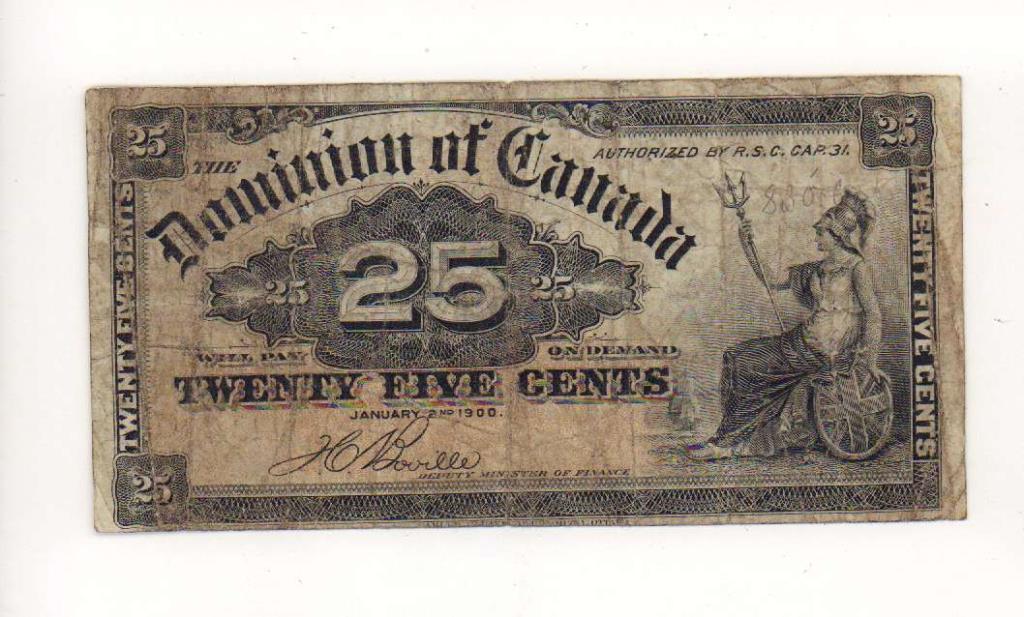 25
25
THE
Dominion of Canada
AUTHORIZED BY R.S.C. CAP. 31.
TWENTY FIVE CENTS
TWENTY FIVE CENTS
25
25
25
WILL PAY
ON DEMAND
TWENTY FIVE CENTS
JANUARY 2ND 1900.
H C Boville
DEPUTY MINISTER OF FINANCE
25